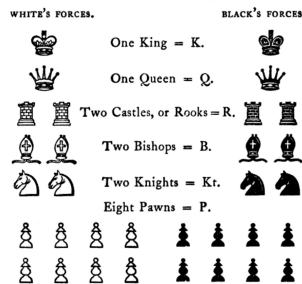 WHITE'S FORCES. BLACK'S FORCES
One King = K.
One Queen = Q.
Two Castles, or Rooks = R.
Two Bishops = B.
Two Knights = Kt.
Eight Pawns = P.